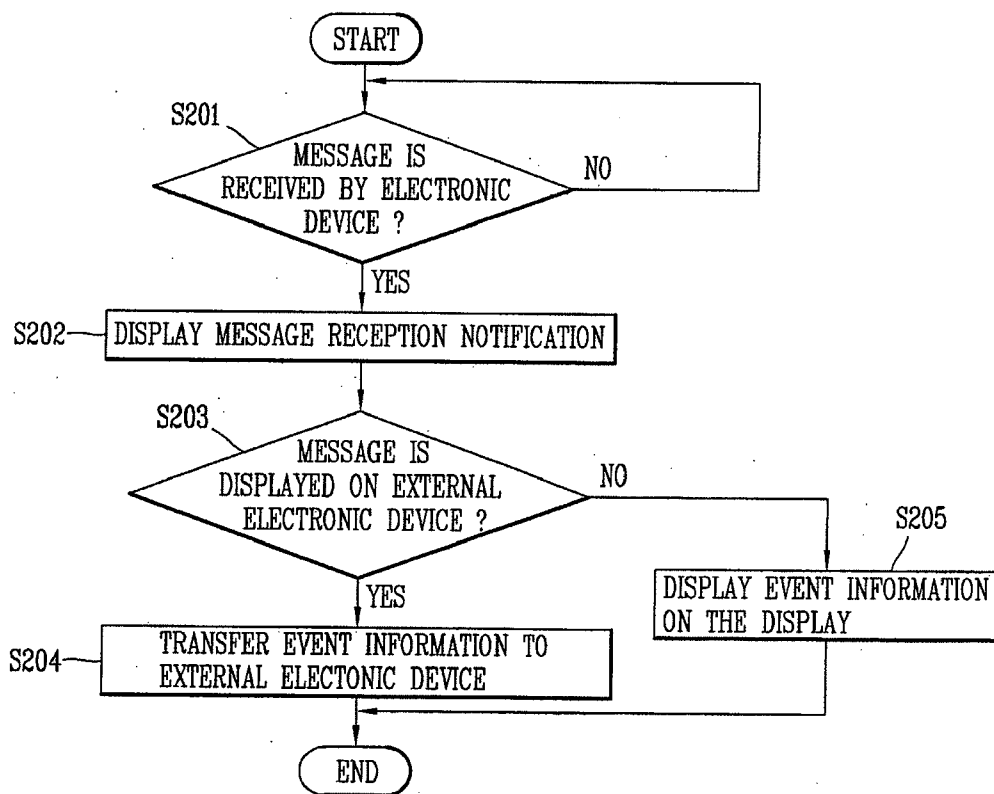 START
S201
MESSAGE IS
RECEIVED BY ELECTRONIC
DEVICE ?
NO
YES
S202
DISPLAY MESSAGE RECEPTION NOTIFICATION
S203
MESSAGE IS
DISPLAYED ON EXTERNAL
ELECTRONIC DEVICE ?
NO
S205
DISPLAY EVENT INFORMATION
ON THE DISPLAY
YES
S204
TRANSFER EVENT INFORMATION TO
EXTERNAL ELECTONIC DEVICE
END